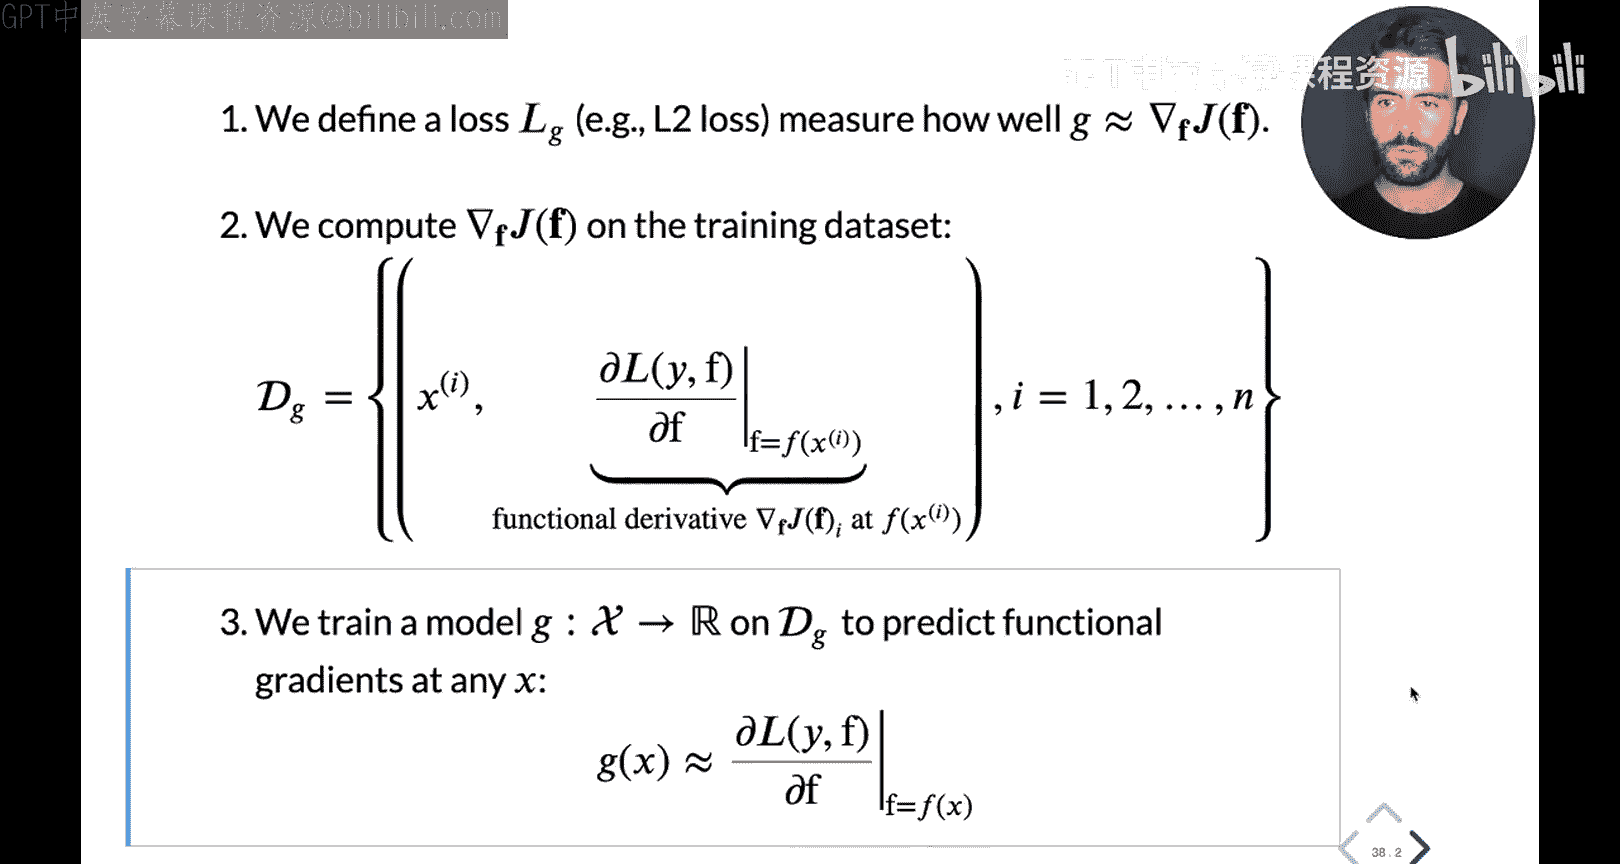 GPT中英字幕课程资源@bilibili.com
课程资源 bilibili
1. We define a loss L_g (e.g., L2 loss) measure how well g ≈ ∇_f J(f).
2. We compute ∇_f J(f) on the training dataset:
D_g = { ( x^(i), ∂L(y, f)/∂f |_{f=f(x^(i))} ), i = 1, 2, … , n }
functional derivative ∇_f J(f)_i at f(x^(i))
3. We train a model g : X → ℝ on D_g to predict functional
gradients at any x:
g(x) ≈ ∂L(y, f)/∂f |_{f=f(x)}
38.2